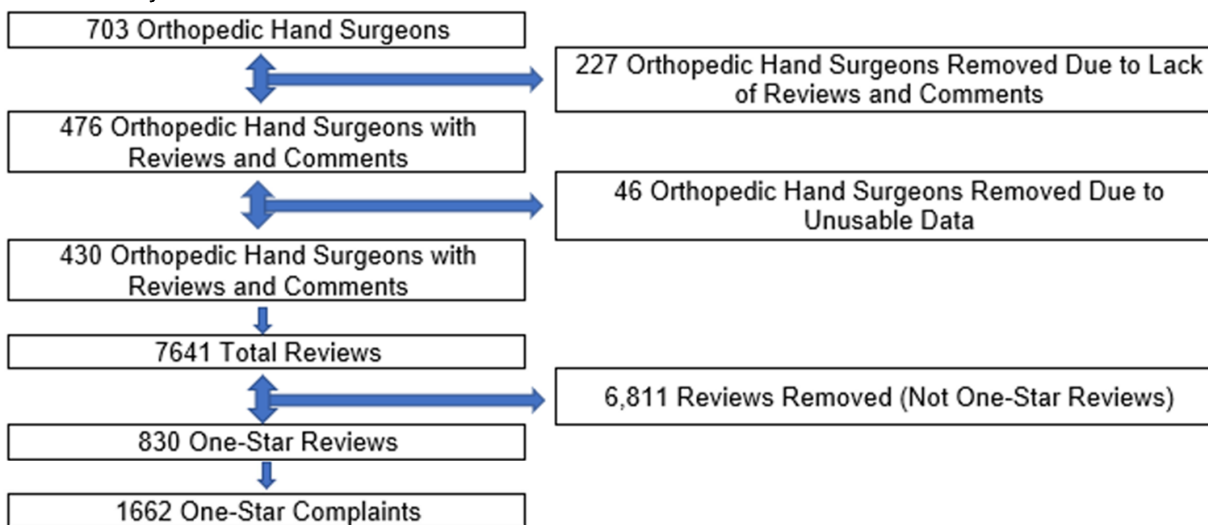 703 Orthopedic Hand Surgeons
227 Orthopedic Hand Surgeons Removed Due to Lack
of Reviews and Comments
476 Orthopedic Hand Surgeons with
Reviews and Comments
46 Orthopedic Hand Surgeons Removed Due to
Unusable Data
430 Orthopedic Hand Surgeons with
Reviews and Comments
7641 Total Reviews
6,811 Reviews Removed (Not One-Star Reviews)
830 One-Star Reviews
1662 One-Star Complaints